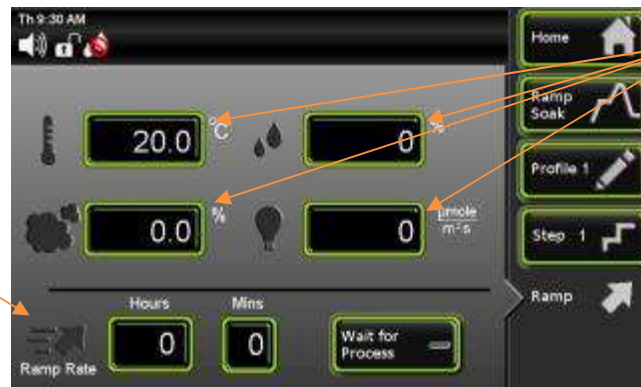 Th 9:30 AM
Home
Ramp
Soak
Profile 1
Step 1
Ramp
20.0 °C
0 %
0.0 %
0 µmole
m²s
Hours
Mins
Ramp Rate
0
0
Wait for
Process